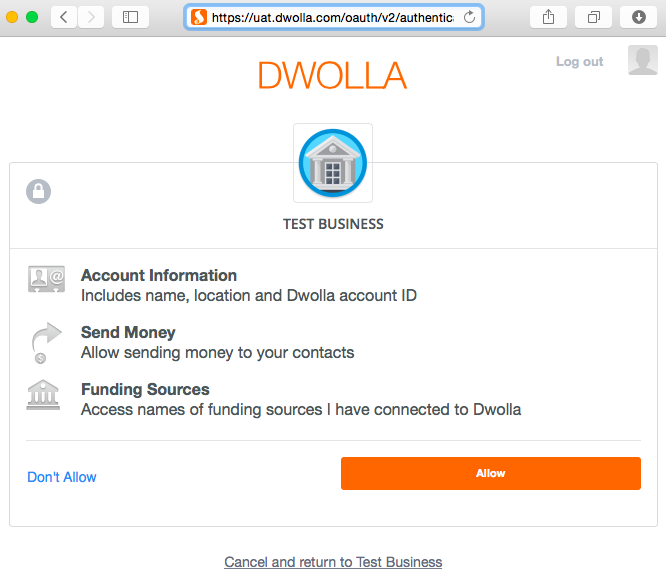 https://uat.dwolla.com/oauth/v2/authentic
DWOLLA
Log out
TEST BUSINESS
Account Information
Includes name, location and Dwolla account ID
Send Money
Allow sending money to your contacts
Funding Sources
Access names of funding sources I have connected to Dwolla
Don't Allow
Allow
Cancel and return to Test Business